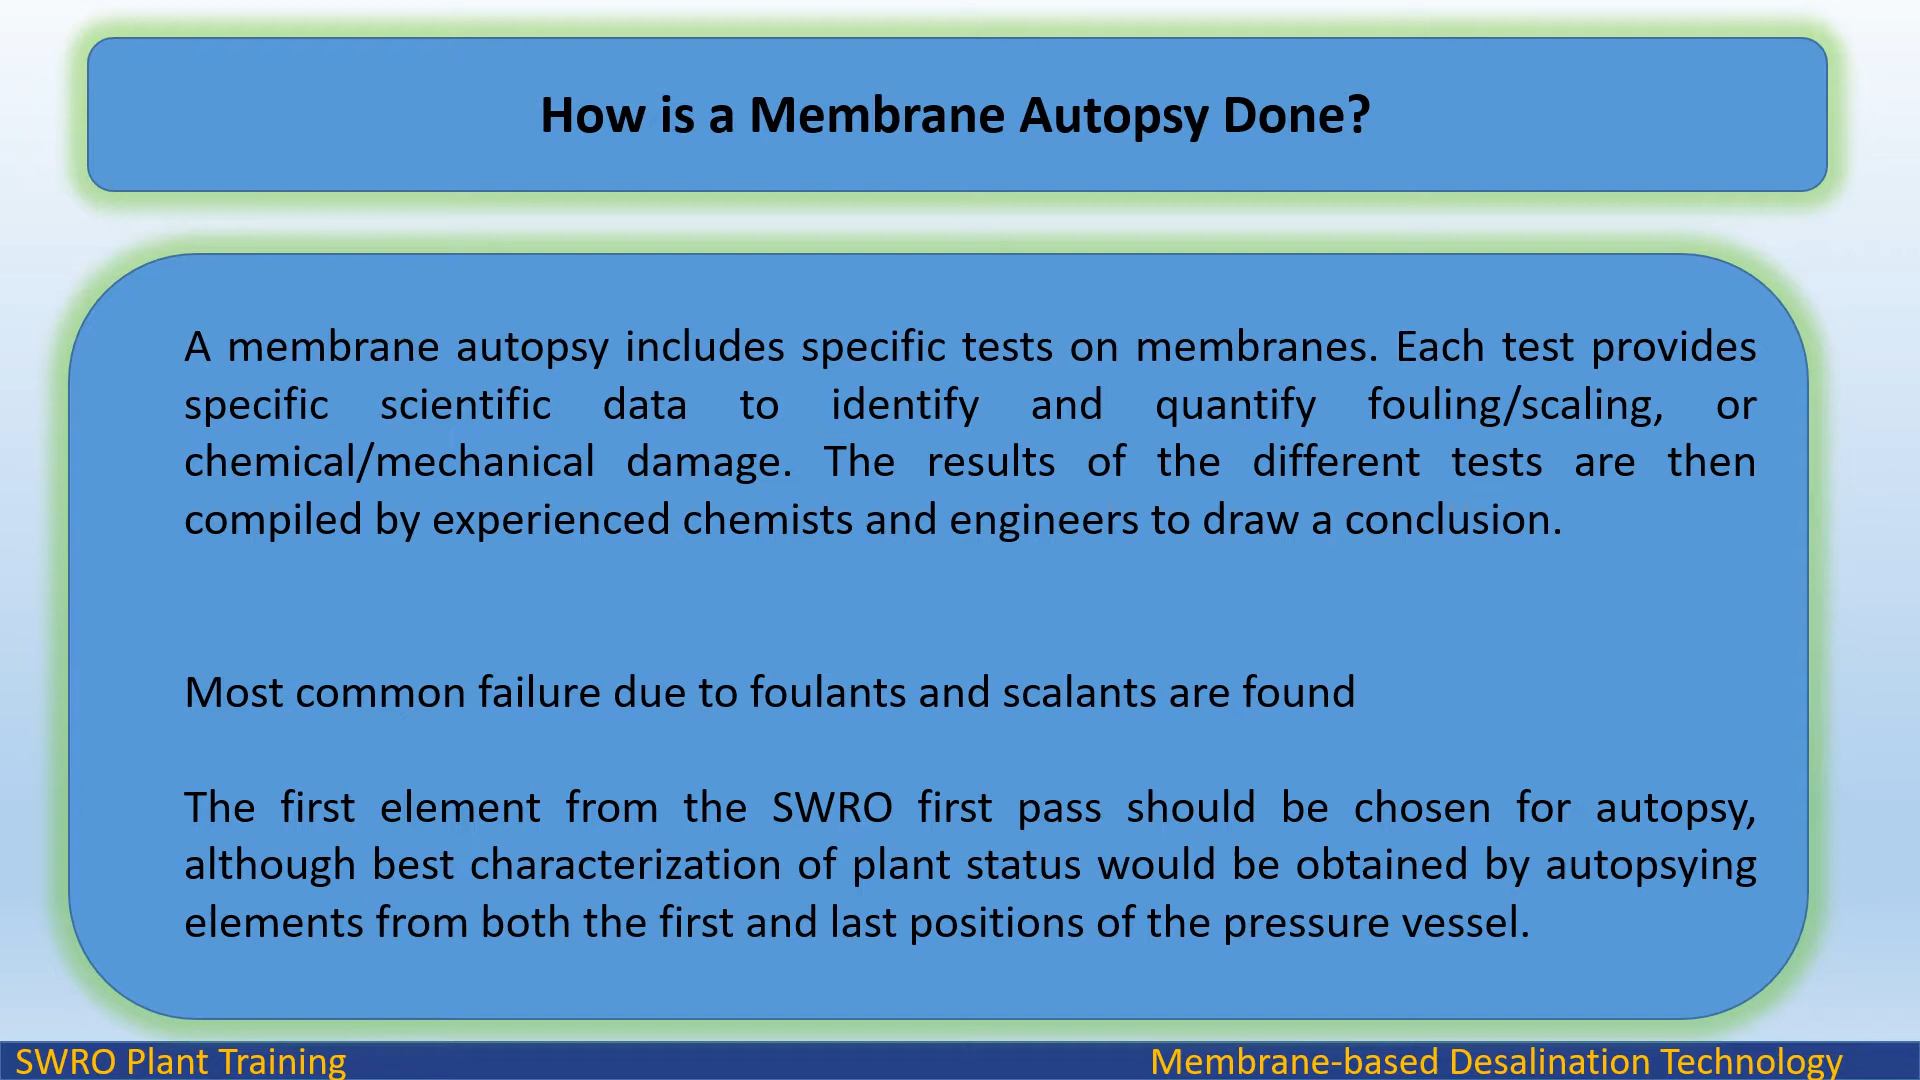 How is a Membrane Autopsy Done?
A membrane autopsy includes specific tests on membranes. Each test provides
specific scientific data to identify and quantify fouling/scaling, or
chemical/mechanical damage. The results of the different tests are then
compiled by experienced chemists and engineers to draw a conclusion.
Most common failure due to foulants and scalants are found
The first element from the SWRO first pass should be chosen for autopsy,
although best characterization of plant status would be obtained by autopsying
elements from both the first and last positions of the pressure vessel.
SWRO Plant Training
Membrane-based Desalination Technology